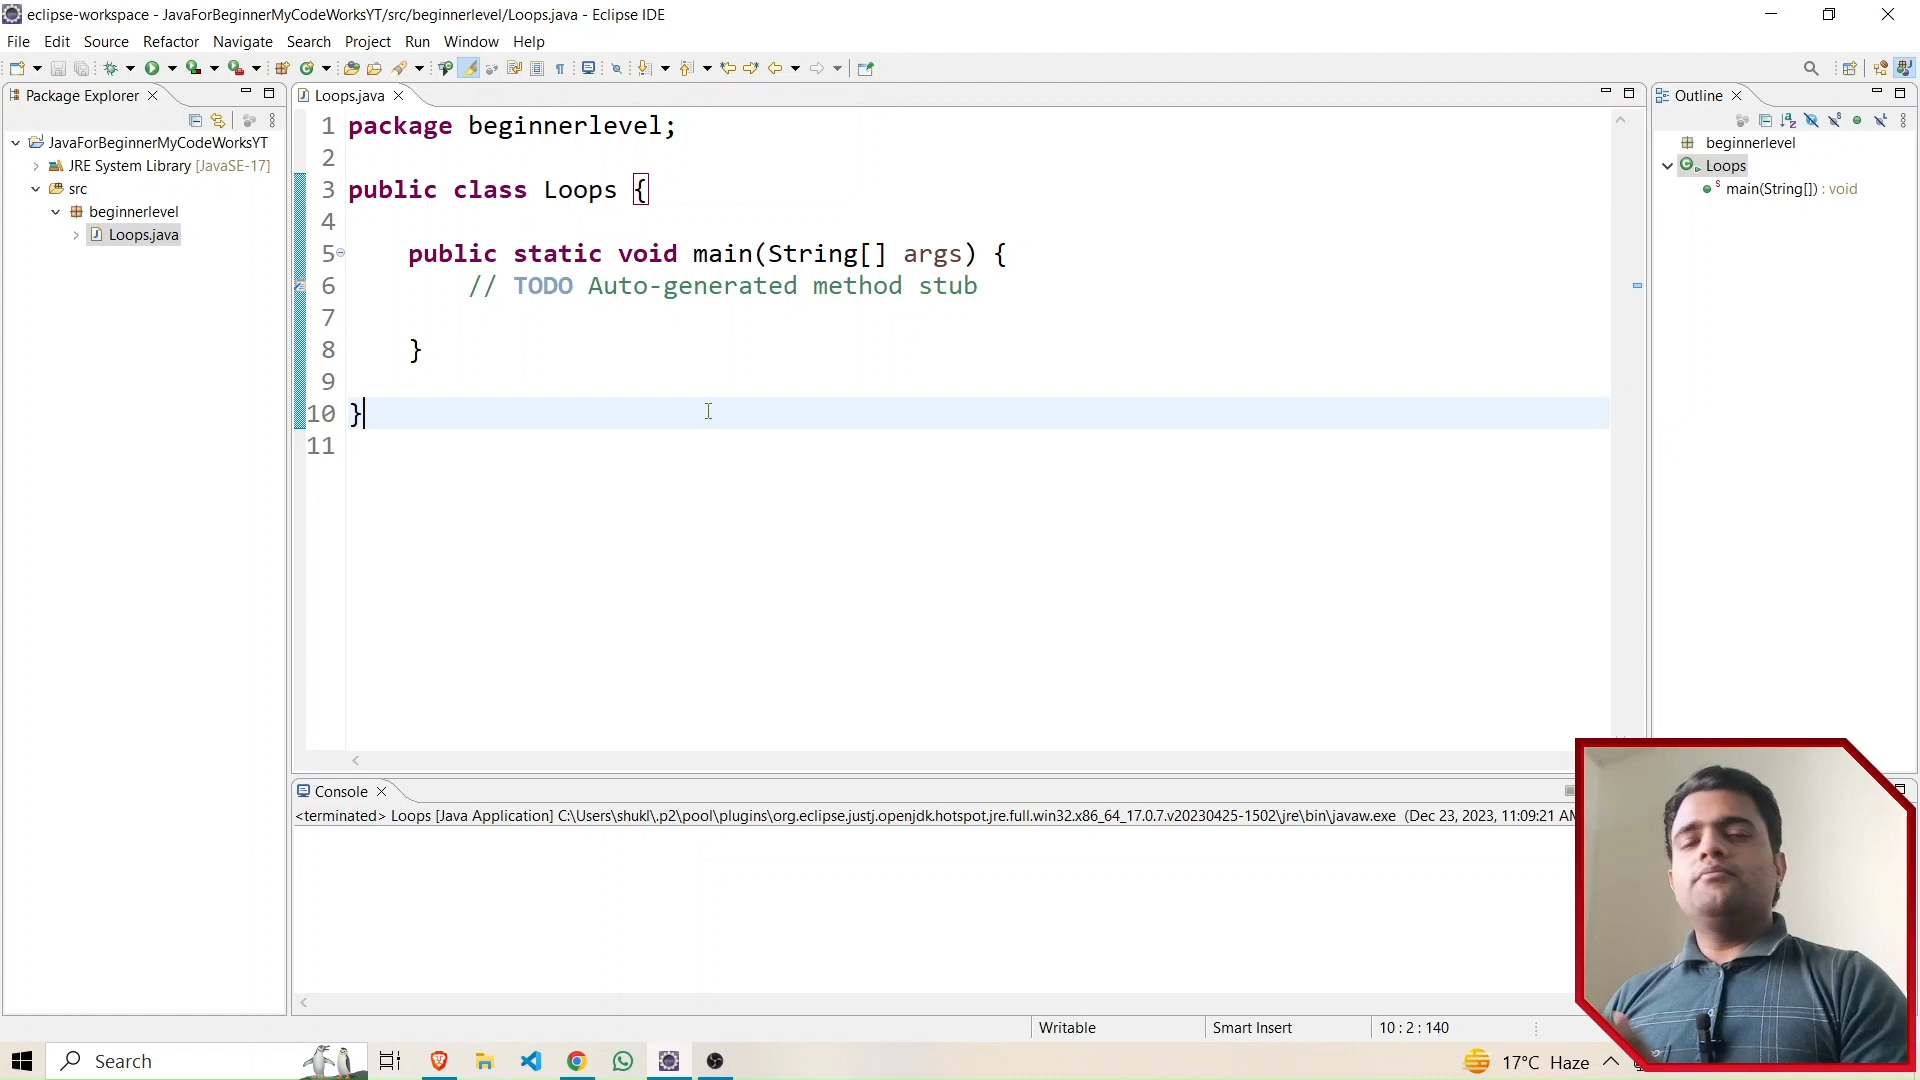 eclipse-workspace - JavaForBeginnerMyCodeWorksYT/src/beginnerlevel/Loops.java - Eclipse IDE
File Edit Source Refactor Navigate Search Project Run Window Help
Package Explorer
JavaForBeginnerMyCodeWorksYT
JRE System Library [JavaSE-17]
src
beginnerlevel
Loops.java
Loops.java
1 package beginnerlevel;
2
3 public class Loops {
4
5 public static void main(String[] args) {
6 // TODO Auto-generated method stub
7
8 }
9
10 }
11
Outline
beginnerlevel
Loops
main(String[]) : void
Console
<terminated> Loops [Java Application] C:\Users\shukl\.p2\pool\plugins\org.eclipse.justj.openjdk.hotspot.jre.full.win32.x86_64_17.0.7.v20230425-1502\jre\bin\javaw.exe (Dec 23, 2023, 11:09:21 AM
Writable
Smart Insert
10 : 2 : 140
Search
17°C Haze